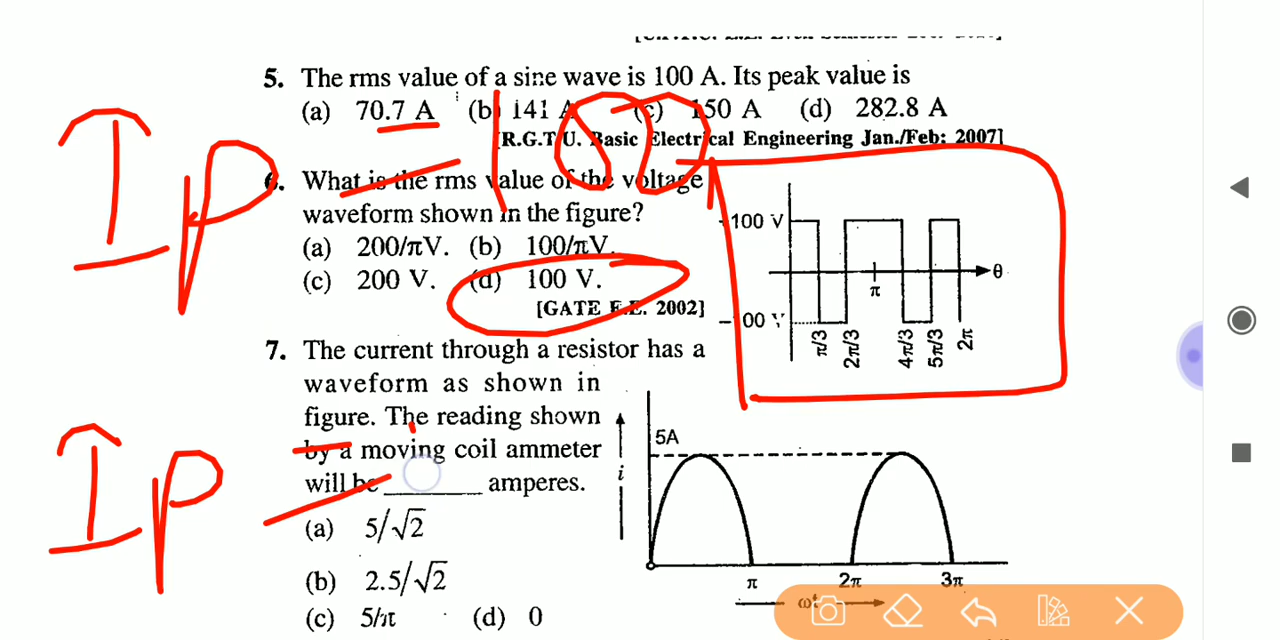 5. The rms value of a sine wave is 100 A. Its peak value is
(a) 70.7 A (b) 141 A (c) 150 A (d) 282.8 A
[R.G.T.U. Basic Electrical Engineering Jan./Feb: 2007]
6. What is the rms value of the voltage
waveform shown in the figure?
(a) 200/πV. (b) 100/πV.
(c) 200 V. (d) 100 V.
[GATE E.E. 2002]
100 V
θ
π
00 V
π/3
2π/3
4π/3
5π/3
2π
7. The current through a resistor has a
waveform as shown in
figure. The reading shown
by a moving coil ammeter
will be ______ amperes.
(a) 5/√2
(b) 2.5/√2
(c) 5/π (d) 0
5A
i
π
2π
3π
ωt
Ip
Ip